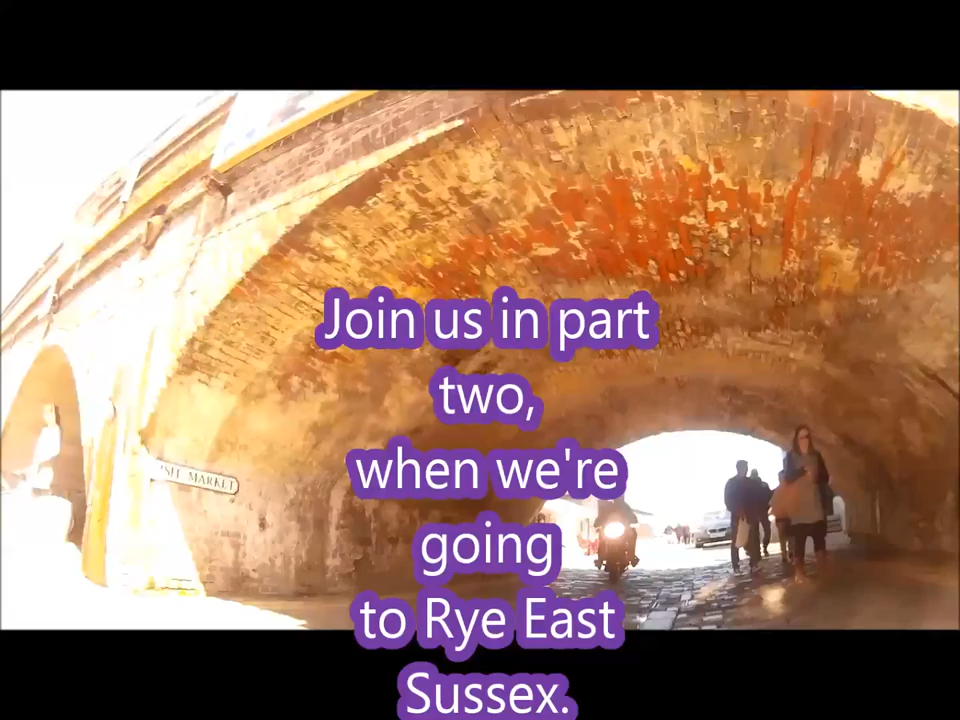 Join us in part
two,
when we're
going
to Rye East
Sussex.
MARKET